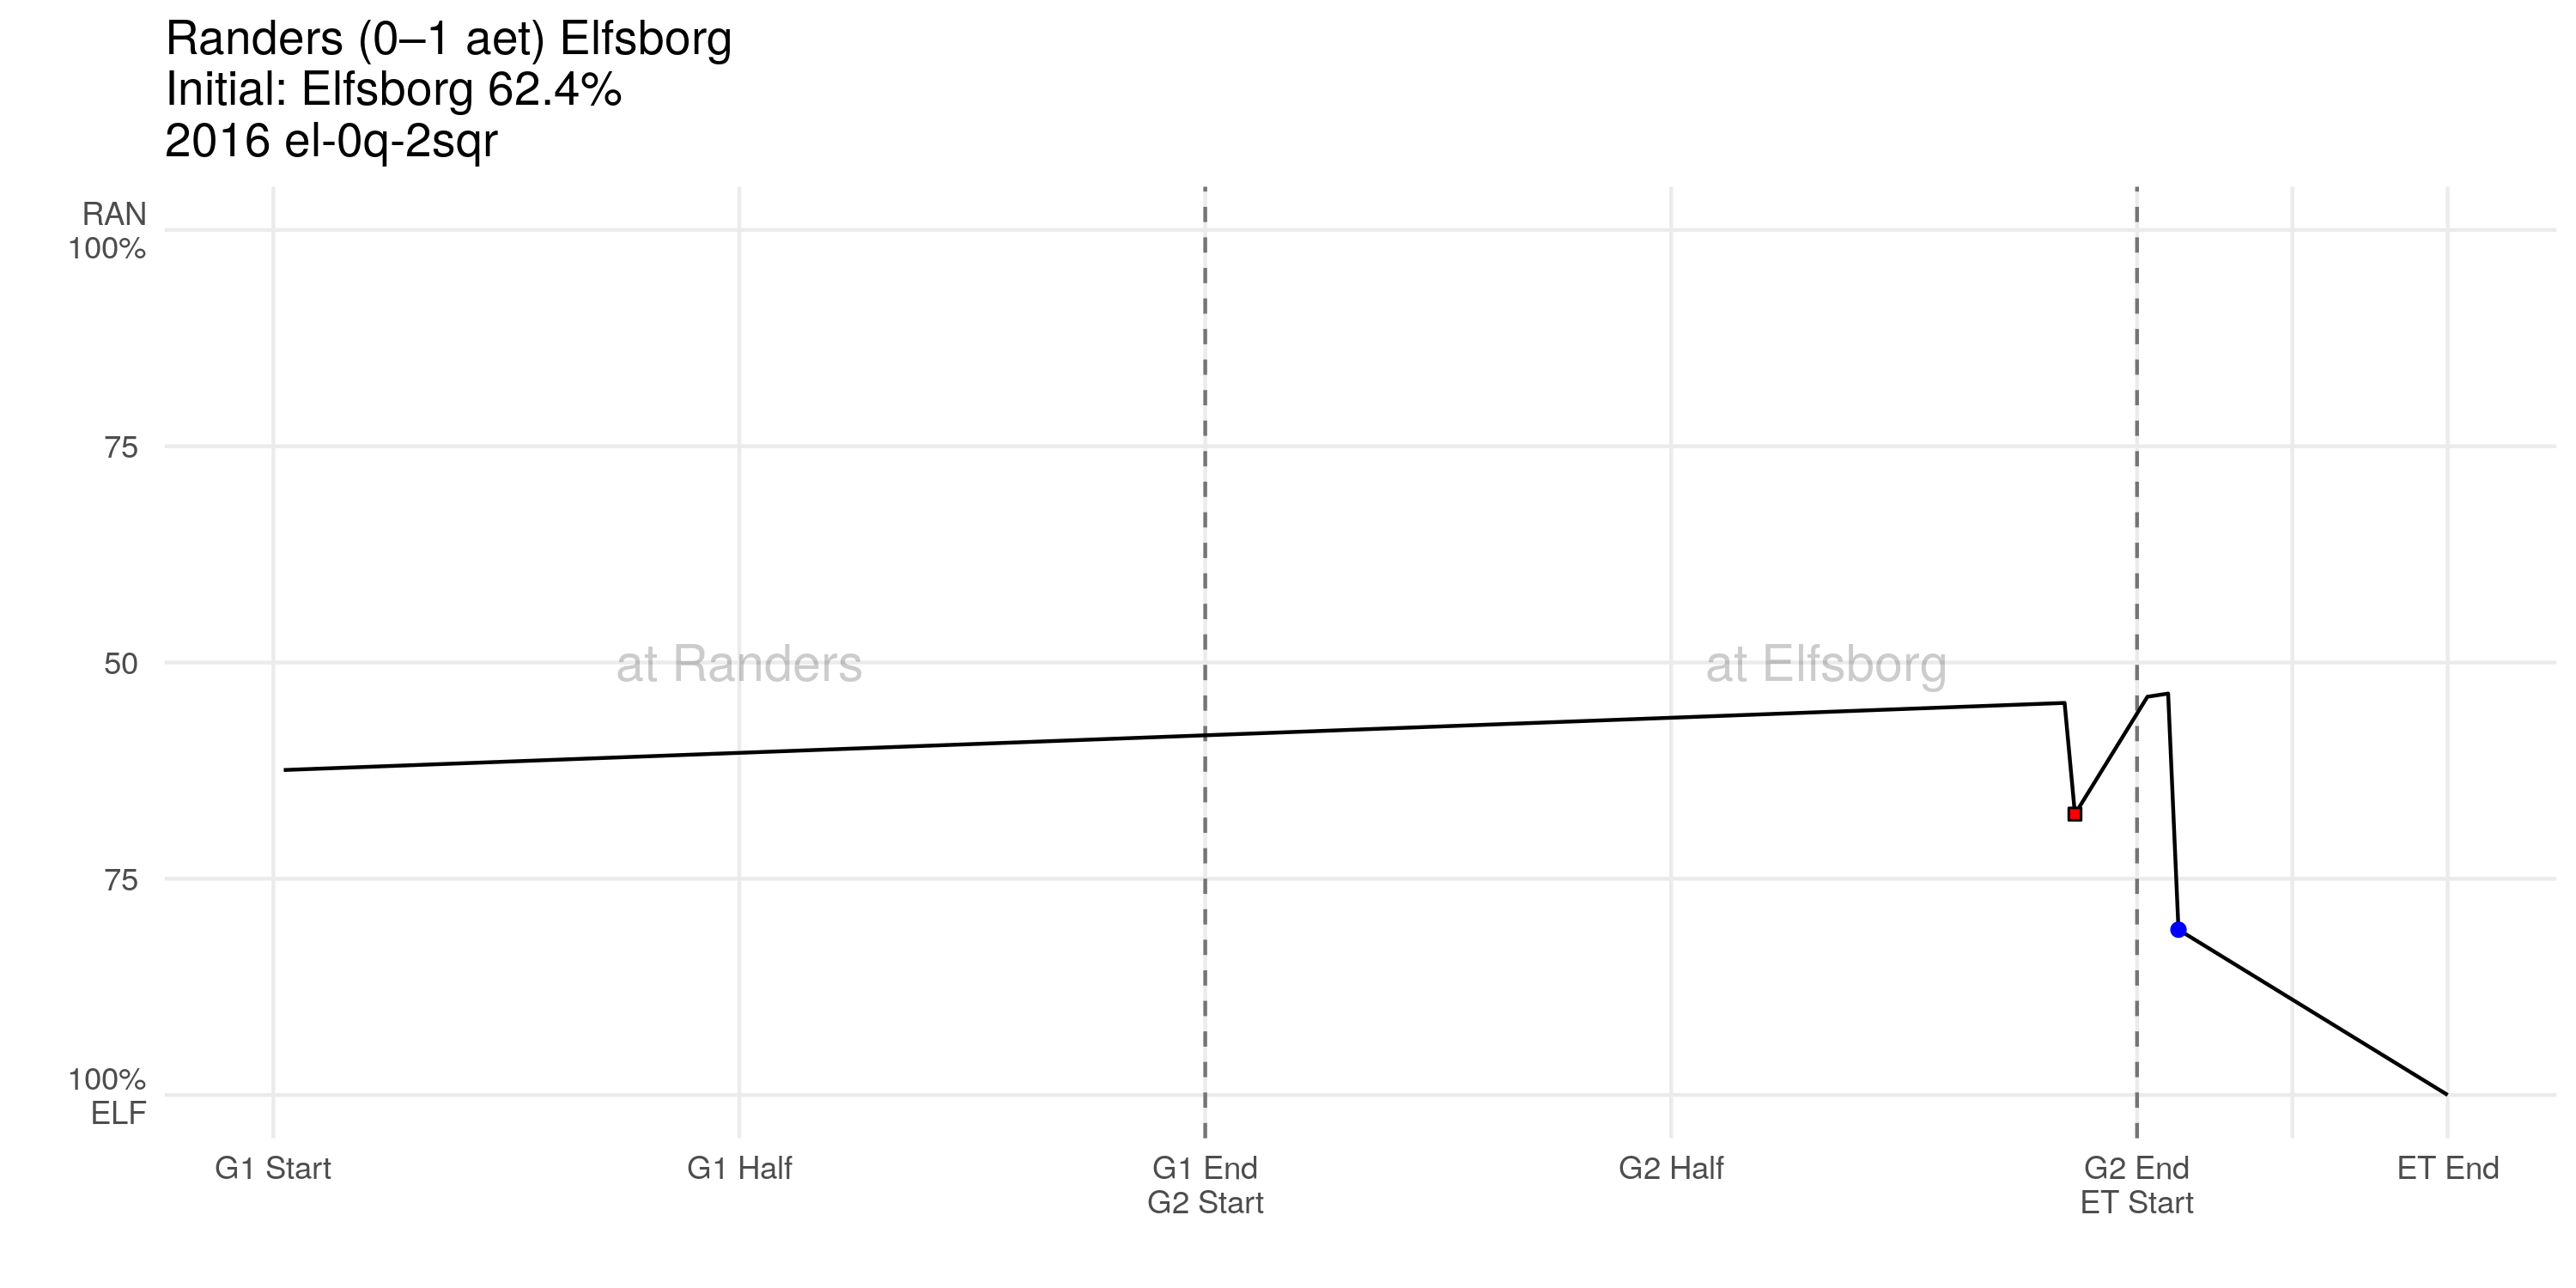 Randers (0–1 aet) Elfsborg
Initial: Elfsborg 62.4%
2016 el-0q-2sqr
RAN
100%
75
50
75
100%
ELF
at Randers
at Elfsborg
G1 Start
G1 Half
G1 End
G2 Start
G2 Half
G2 End
ET Start
ET End